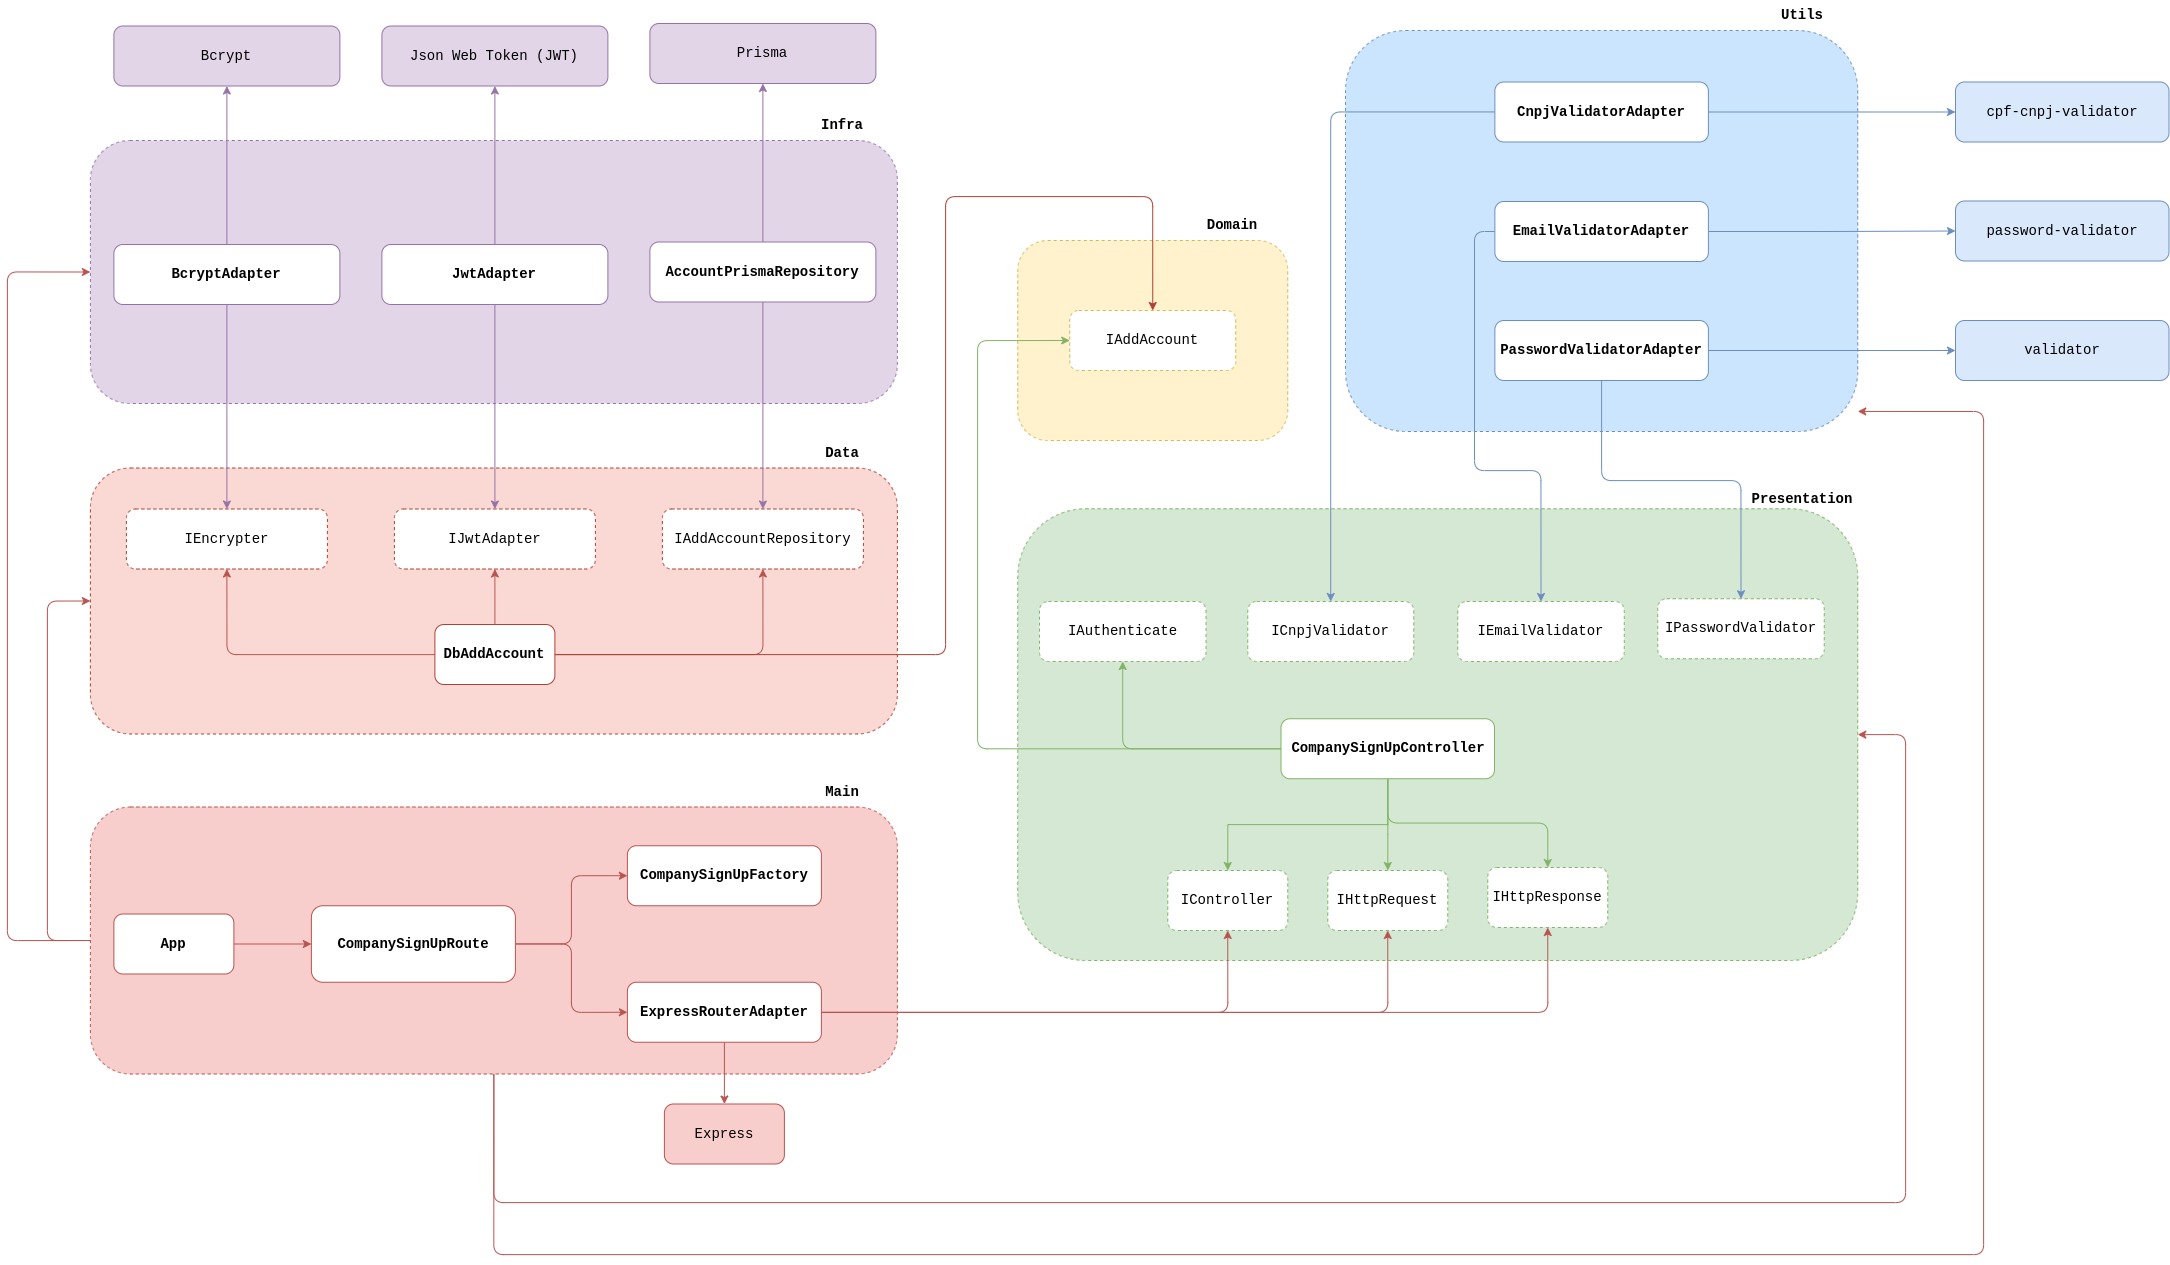 Bcrypt
Json Web Token (JWT)
Prisma
Infra
BcryptAdapter
JwtAdapter
AccountPrismaRepository
Data
IEncrypter
IJwtAdapter
IAddAccountRepository
DbAddAccount
Main
App
CompanySignUpRoute
CompanySignUpFactory
ExpressRouterAdapter
Express
Domain
IAddAccount
Utils
CnpjValidatorAdapter
cpf-cnpj-validator
EmailValidatorAdapter
password-validator
PasswordValidatorAdapter
validator
Presentation
IAuthenticate
ICnpjValidator
IEmailValidator
IPasswordValidator
CompanySignUpController
IController
IHttpRequest
IHttpResponse